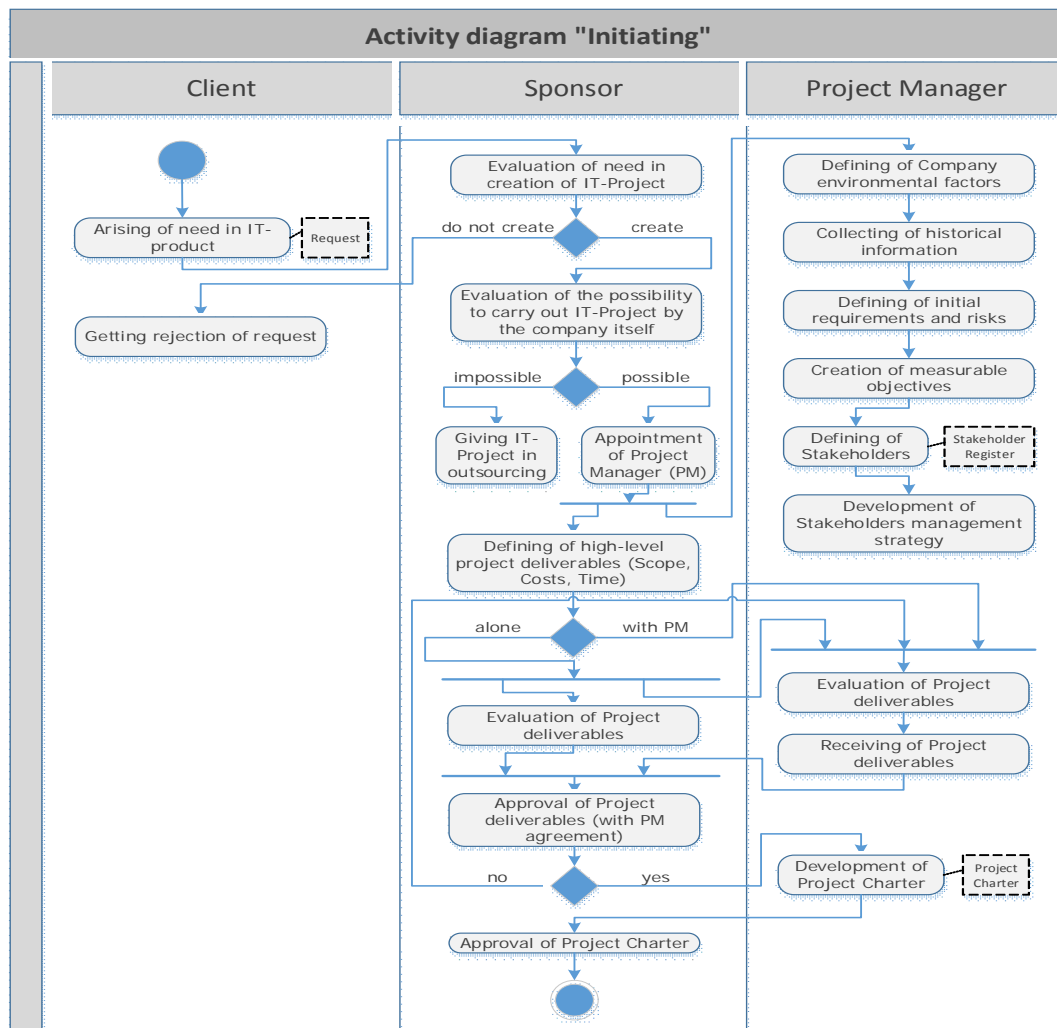 Activity diagram "Initiating"
Client
Sponsor
Project Manager
Arising of need in IT-
product
Request
Getting rejection of request
Evaluation of need in
creation of IT-Project
do not create
create
Evaluation of the possibility
to carry out IT-Project by
the company itself
impossible
possible
Giving IT-
Project in
outsourcing
Appointment
of Project
Manager (PM)
Defining of high-level
project deliverables (Scope,
Costs, Time)
alone
with PM
Evaluation of Project
deliverables
Approval of Project
deliverables (with PM
agreement)
no
yes
Approval of Project Charter
Defining of Company
environmental factors
Collecting of historical
information
Defining of initial
requirements and risks
Creation of measurable
objectives
Defining of
Stakeholders
Stakeholder
Register
Development of
Stakeholders management
strategy
Evaluation of Project
deliverables
Receiving of Project
deliverables
Development of
Project Charter
Project
Charter